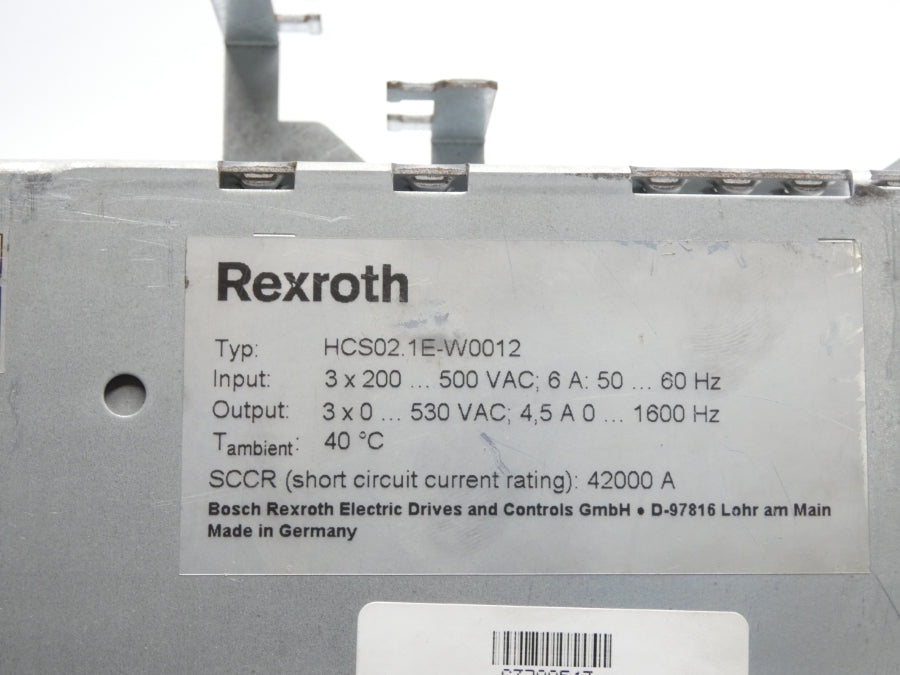 Rexroth
Typ: HCS02.1E-W0012
Input: 3 x 200 ... 500 VAC; 6 A: 50 ... 60 Hz
Output: 3 x 0 ... 530 VAC; 4,5 A 0 ... 1600 Hz
Tambient: 40 °C
SCCR (short circuit current rating): 42000 A
Bosch Rexroth Electric Drives and Controls GmbH • D-97816 Lohr am Main
Made in Germany